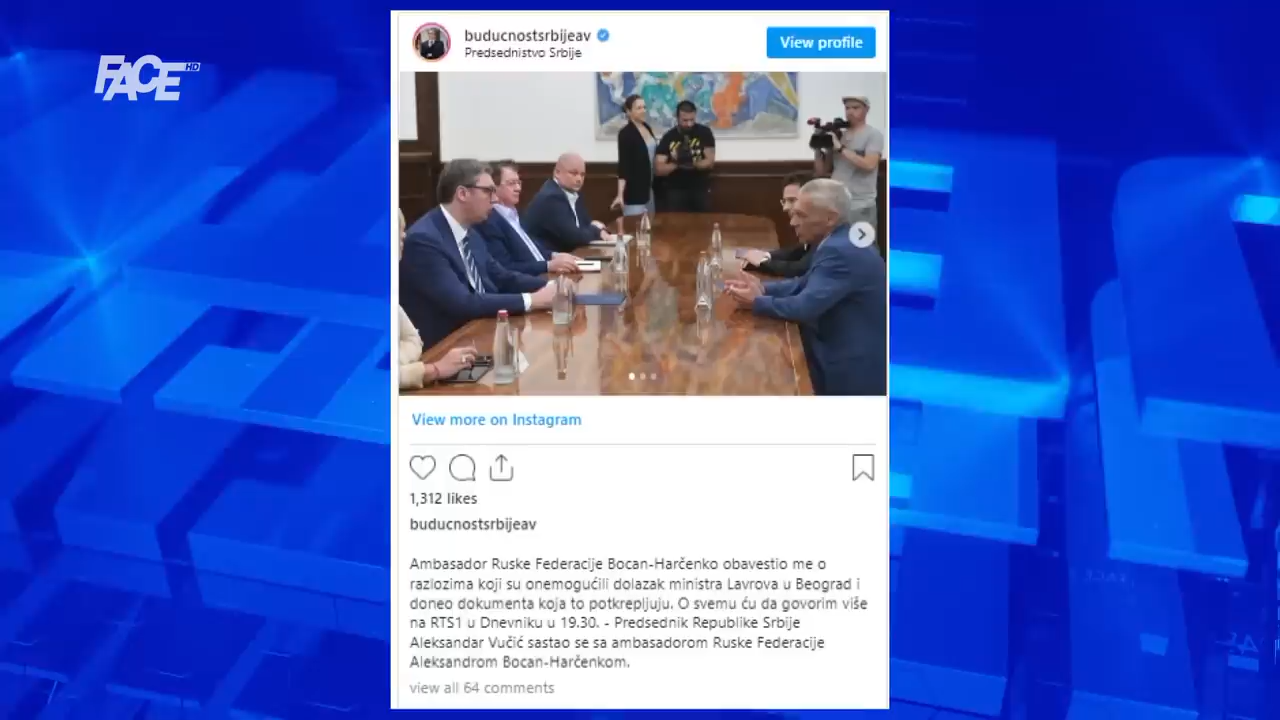 FACE HD
buducnostsrbijeav
Predsednistvo Srbije
View profile
View more on Instagram
1,312 likes
buducnostsrbijeav
Ambasador Ruske Federacije Bocan-Harčenko obavestio me o
razlozima koji su onemogućili dolazak ministra Lavrova u Beograd i
doneo dokumenta koja to potkrepljuju. O svemu ću da govorim više
na RTS1 u Dnevniku u 19.30. - Predsednik Republike Srbije
Aleksandar Vučić sastao se sa ambasadorom Ruske Federacije
Aleksandrom Bocan-Harčenkom.
view all 64 comments